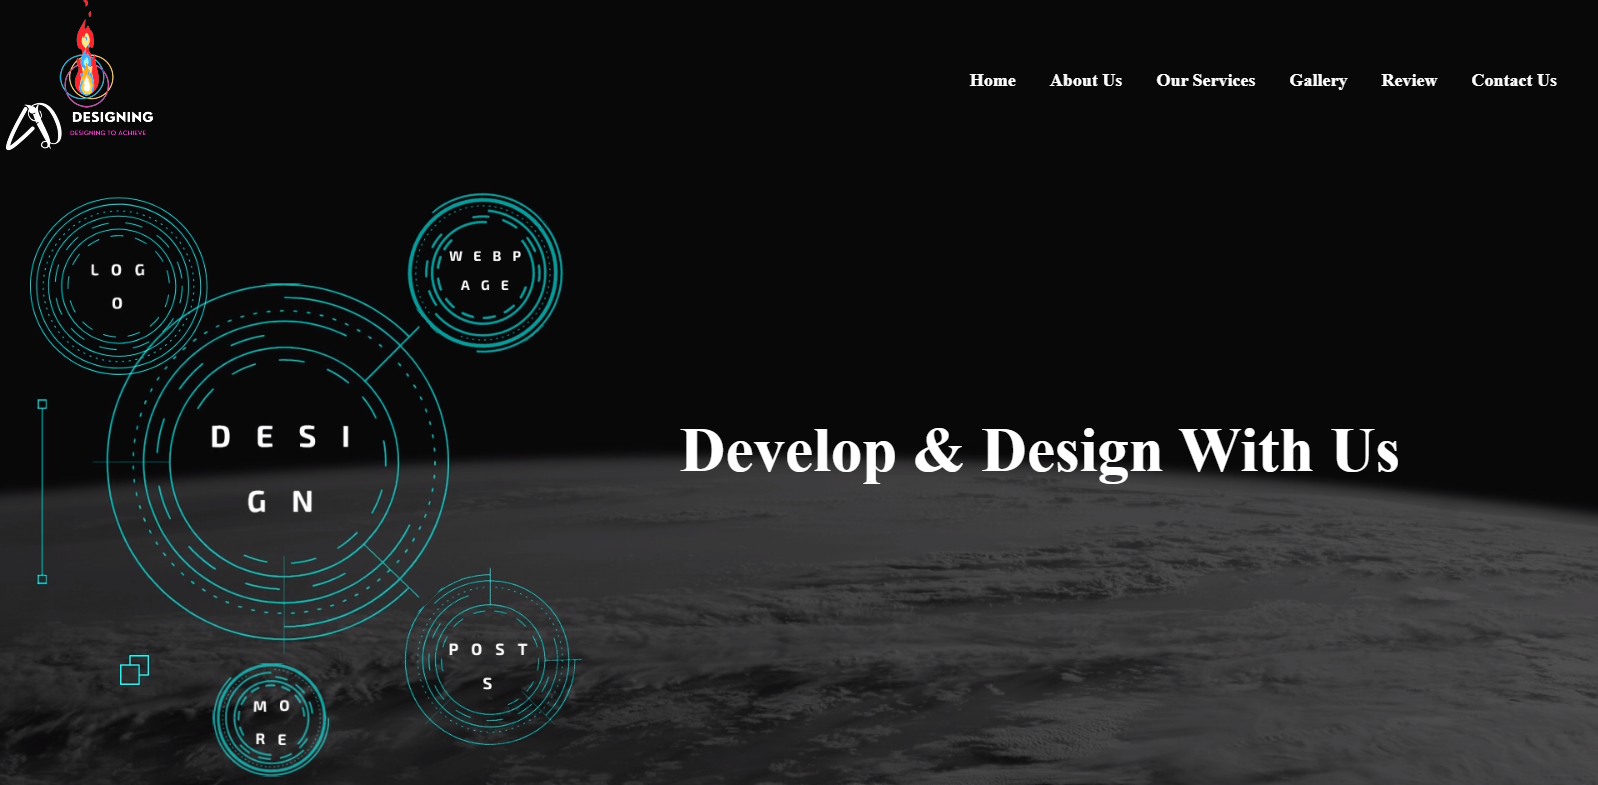 DESIGNING
DESIGNING TO ACHIEVE
Home About Us Our Services Gallery Review Contact Us
LOG
O
WEBP
AGE
DESI
GN
Develop & Design With Us
POST
S
MO
RE